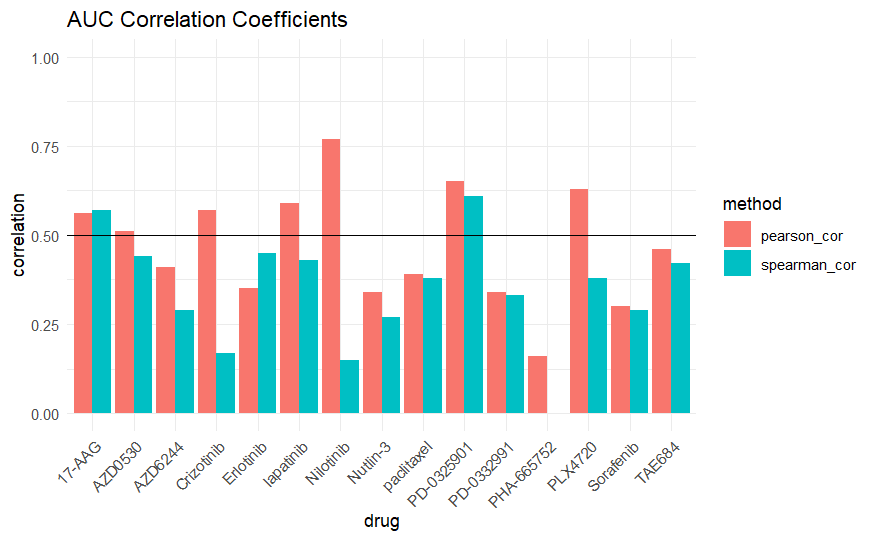 AUC Correlation Coefficients
1.00
0.75
0.50
0.25
0.00
correlation
17-AAG
AZD0530
AZD6244
Crizotinib
Erlotinib
lapatinib
Nilotinib
Nutlin-3
paclitaxel
PD-0325901
PD-0332991
PHA-665752
PLX4720
Sorafenib
TAE684
drug
method
pearson_cor
spearman_cor